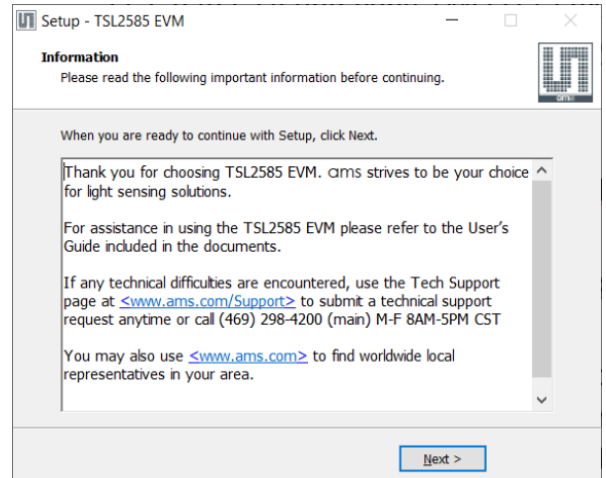 Setup - TSL2585 EVM
Information
Please read the following important information before continuing.
amu
When you are ready to continue with Setup, click Next.
Thank you for choosing TSL2585 EVM. ams strives to be your choice
for light sensing solutions.
For assistance in using the TSL2585 EVM please refer to the User's
Guide included in the documents.
If any technical difficulties are encountered, use the Tech Support
page at <www.ams.com/Support> to submit a technical support
request anytime or call (469) 298-4200 (main) M-F 8AM-5PM CST
You may also use <www.ams.com> to find worldwide local
representatives in your area.
Next >